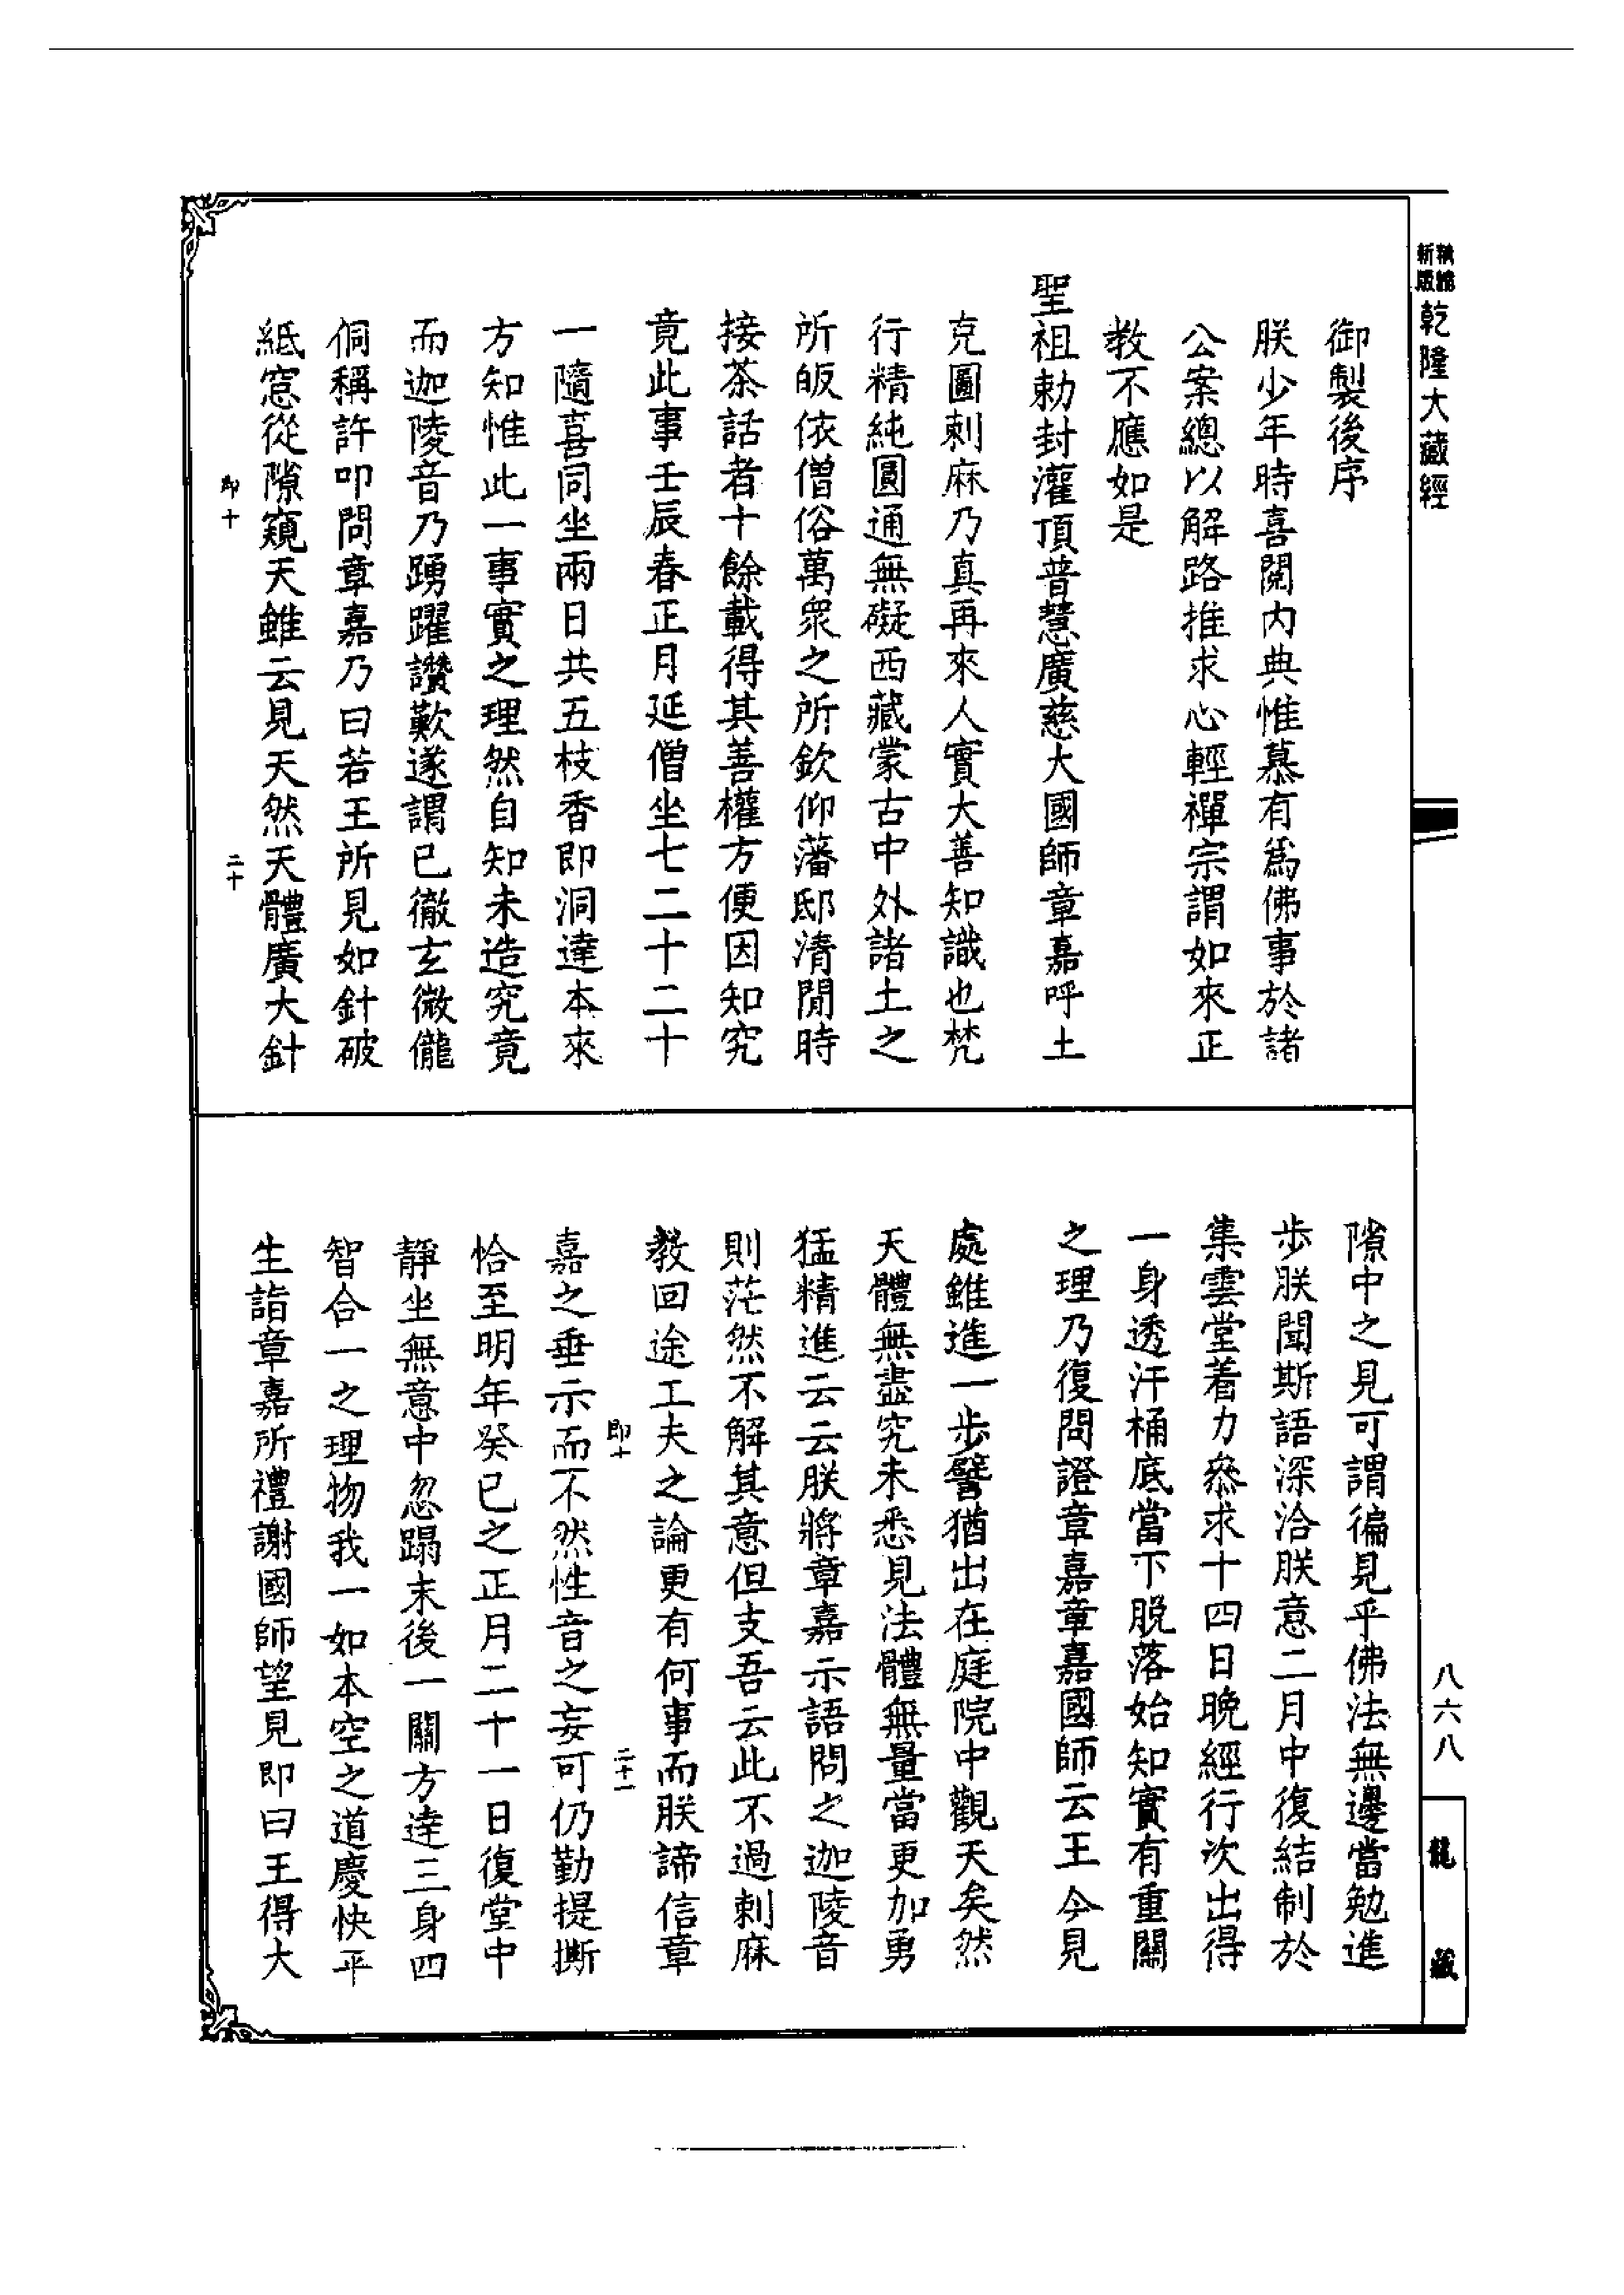 新版精縮乾隆大藏經
御製後序
朕少年時喜閱内典惟慕有為佛事於諸
公案總以解路推求心輕禪宗謂如來正
教不應如是
聖祖勅封灌頂普慧廣慈大國師章嘉呼土
克圖剌麻乃真再來人實大善知識也梵
行精純圓通無礙西藏蒙古中外諸土之
所皈依僧俗萬衆之所欽仰藩邸清閒時
接茶話者十餘載得其善權方便因知究
竟此事壬辰春正月延僧坐七二十二十
一隨喜同坐兩日共五枝香即洞達本來
方知惟此一事實之理然自知未造究竟
而迦陵音乃踴躍讚歎遂謂已徹玄微儱
侗稱許叩問章嘉乃曰若王所見如針破
紙窓從隙窺天雖云見天然天體廣大針
即十
二十
隙中之見可謂徧見乎佛法無邊當勉進
步朕聞斯語深洽朕意二月中復結制於
集雲堂着力叅求十四日晚經行次出得
一身透汗桶底當下脱落始知實有重關
之理乃復問證章嘉章嘉國師云王今見
處雖進一步譬猶出在庭院中觀天矣然
天體無盡究未悉見法體無量當更加勇
猛精進云云朕將章嘉示語問之迦陵音
則茫然不解其意但支吾云此不過剌麻
教回途工夫之論更有何事而朕諦信章
即十
二十一
嘉之垂示而不然性音之妄可仍勤提撕
恰至明年癸已之正月二十一日復堂中
靜坐無意中忽蹋末後一關方達三身四
智合一之理物我一如本空之道慶快平
生詣章嘉所禮謝國師望見即曰王得大
八六八
龍藏